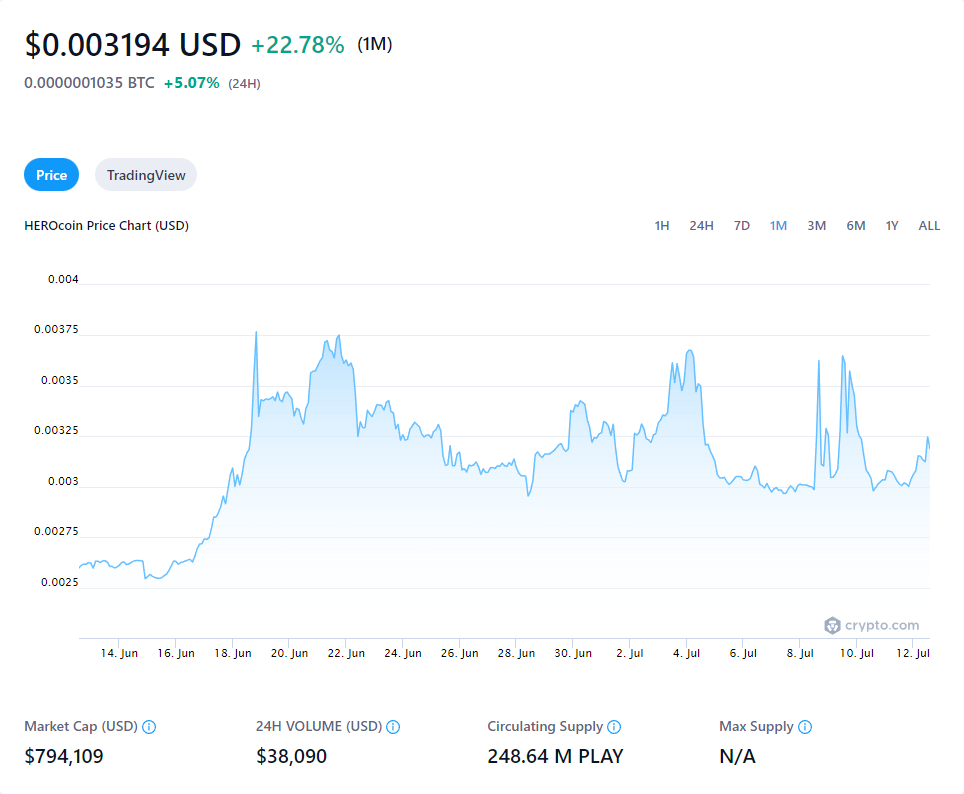 $0.003194 USD +22.78% (1M)
0.0000001035 BTC +5.07% (24H)
Price TradingView
HEROcoin Price Chart (USD) 1H 24H 7D 1M 3M 6M 1Y ALL
0.004
0.00375
0.0035
0.00325
0.003
0.00275
0.0025
crypto.com
14. Jun 16. Jun 18. Jun 20. Jun 22. Jun 24. Jun 26. Jun 28. Jun 30. Jun 2. Jul 4. Jul 6. Jul 8. Jul 10. Jul 12. Jul
Market Cap (USD) 24H VOLUME (USD) Circulating Supply Max Supply
$794,109 $38,090 248.64 M PLAY N/A